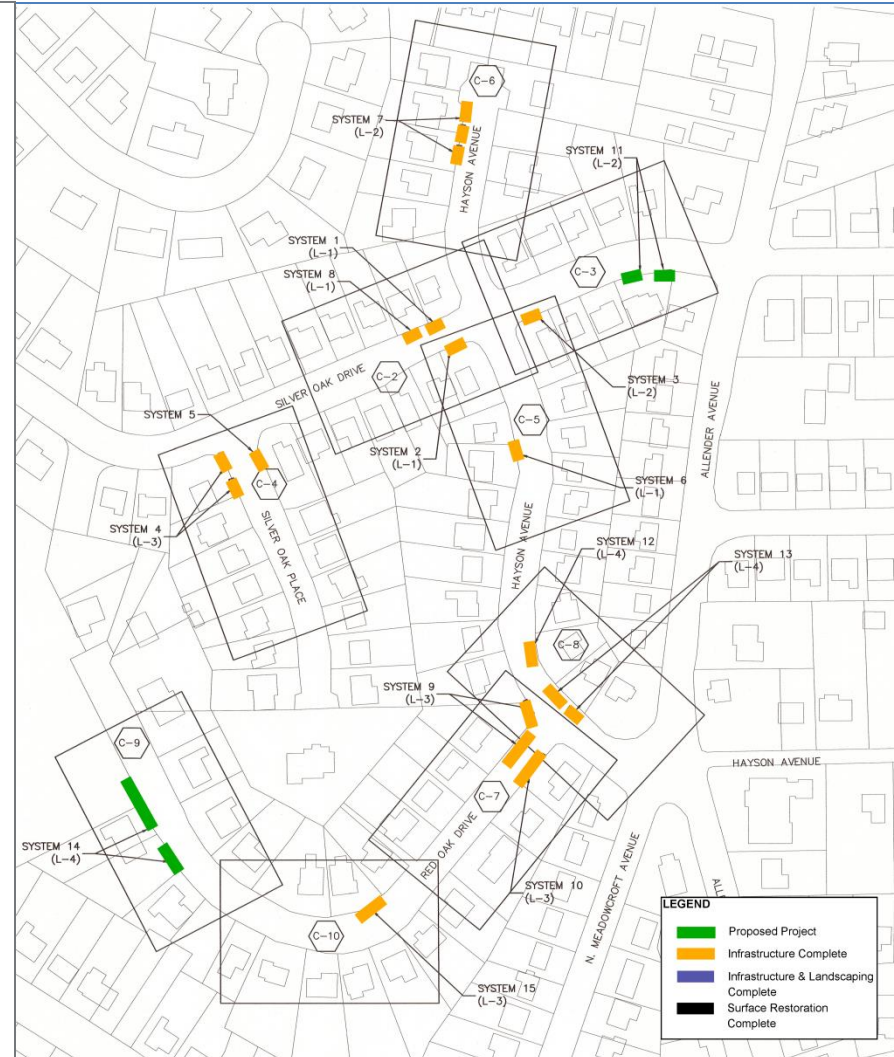 C-6
SYSTEM 7
(L-2)
HAYSON AVENUE
SYSTEM 11
(L-2)
SYSTEM 1
(L-1)
SYSTEM 8
(L-1)
C-3
C-2
SILVER OAK DRIVE
SYSTEM 3
(L-2)
SYSTEM 5
C-5
SYSTEM 2
(L-1)
ALLENDER AVENUE
C-4
SYSTEM 6
(L-1)
SYSTEM 4
(L-3)
SILVER OAK PLACE
HAYSON AVENUE
SYSTEM 12
(L-4)
SYSTEM 13
(L-4)
C-8
SYSTEM 9
(L-3)
C-9
HAYSON AVENUE
C-7
SYSTEM 14
(L-4)
RED OAK DRIVE
SYSTEM 10
(L-3)
N. MEADOWCROFT AVENUE
C-10
SYSTEM 15
(L-3)
LEGEND
Proposed Project
Infrastructure Complete
Infrastructure & Landscaping
Complete
Surface Restoration
Complete